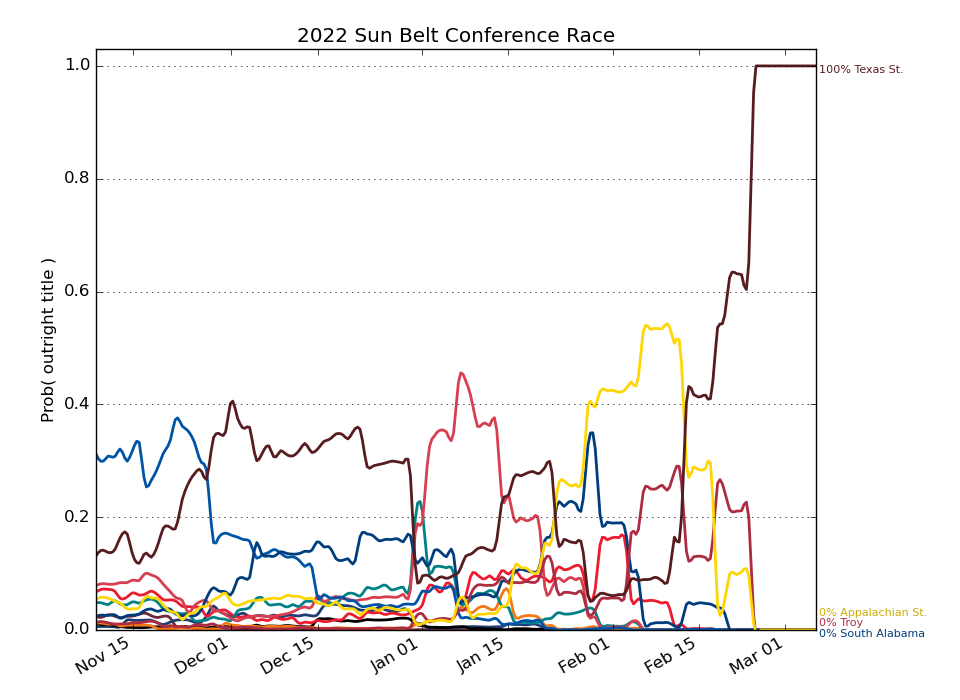 2022 Sun Belt Conference Race
Prob( outright title )
1.0
0.8
0.6
0.4
0.2
0.0
Nov 15
Dec 01
Dec 15
Jan 01
Jan 15
Feb 01
Feb 15
Mar 01
100% Texas St.
0% Appalachian St.
0% Troy
0% South Alabama